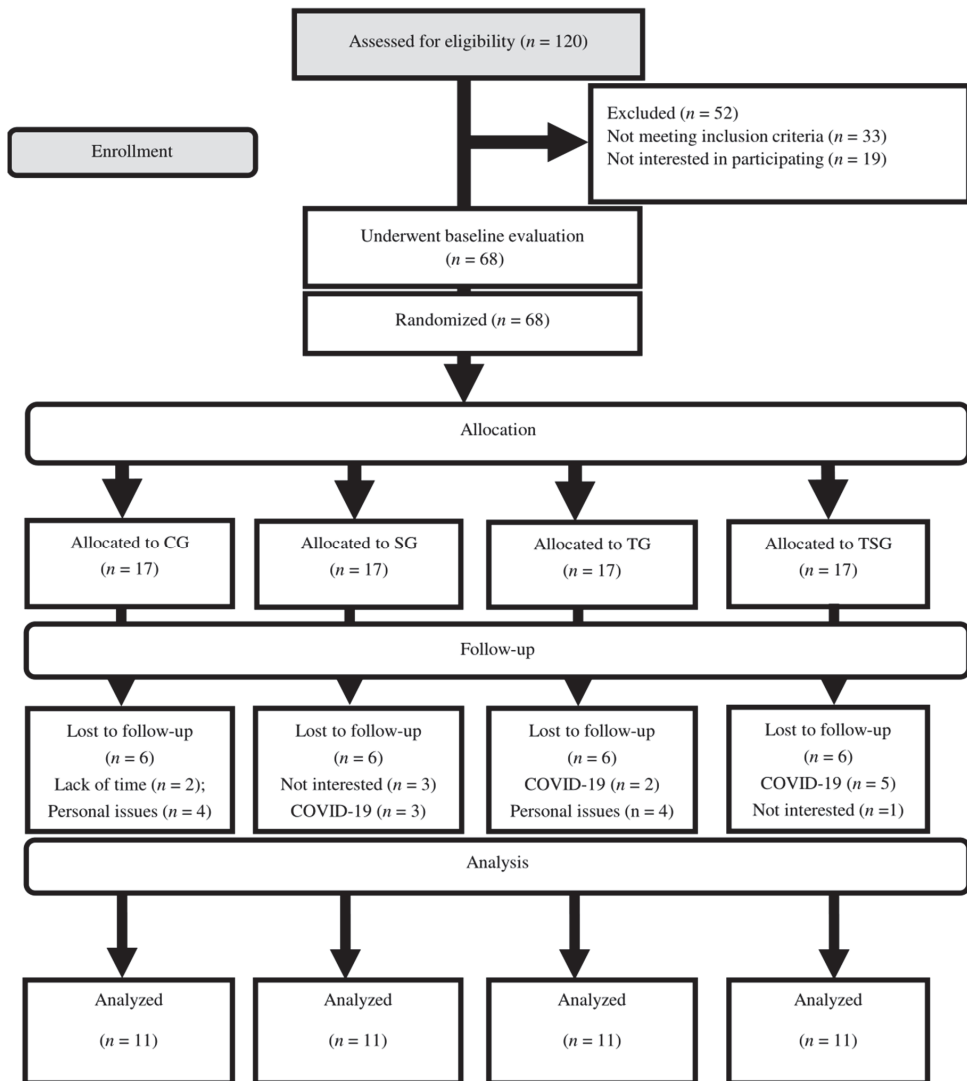 Assessed for eligibility (n = 120)
Excluded (n = 52)
Not meeting inclusion criteria (n = 33)
Not interested in participating (n = 19)
Enrollment
Underwent baseline evaluation
(n = 68)
Randomized (n = 68)
Allocation
Allocated to CG
(n = 17)
Allocated to SG
(n = 17)
Allocated to TG
(n = 17)
Allocated to TSG
(n = 17)
Follow-up
Lost to follow-up
(n = 6)
Lack of time (n = 2);
Personal issues (n = 4)
Lost to follow-up
(n = 6)
Not interested (n = 3)
COVID-19 (n = 3)
Lost to follow-up
(n = 6)
COVID-19 (n = 2)
Personal issues (n = 4)
Lost to follow-up
(n = 6)
COVID-19 (n = 5)
Not interested (n =1)
Analysis
Analyzed
(n = 11)
Analyzed
(n = 11)
Analyzed
(n = 11)
Analyzed
(n = 11)